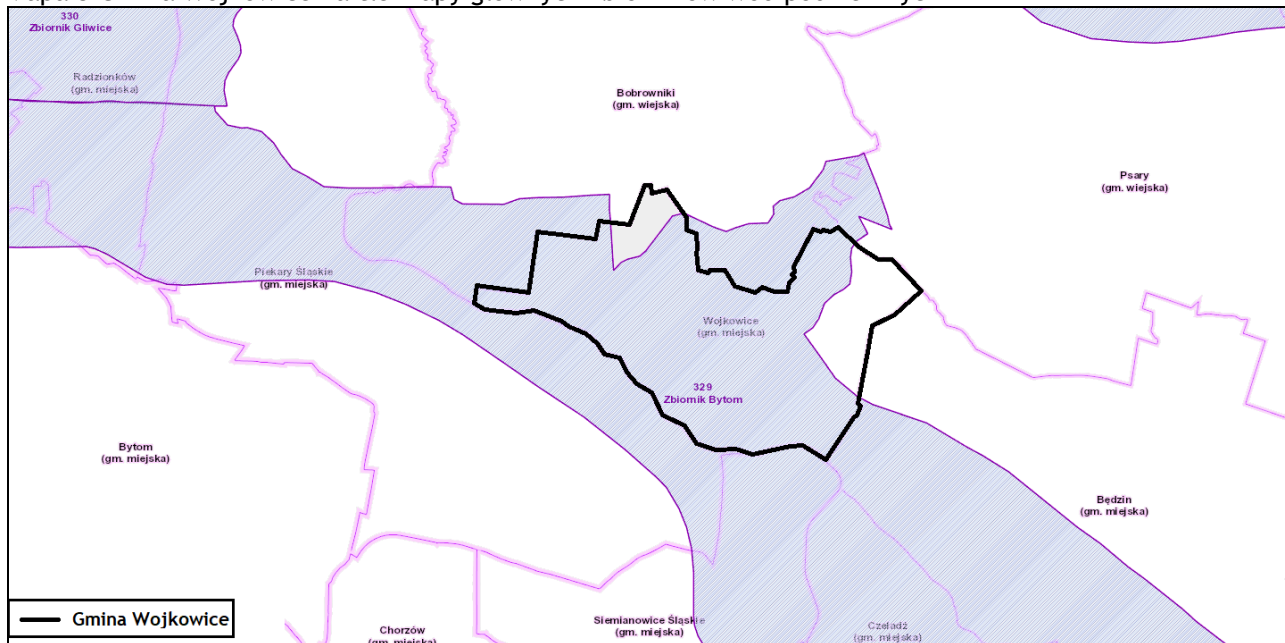 330
Zbiornik Gliwice
Radzionków
(gm. miejska)
Bobrowniki
(gm. wiejska)
Psary
(gm. wiejska)
Piekary Śląskie
(gm. miejska)
Wojkowice
(gm. miejska)
329
Zbiornik Bytom
Bytom
(gm. miejska)
Będzin
(gm. miejska)
Gmina Wojkowice
Chorzów
(gm. miejska)
Siemianowice Śląskie
(gm. miejska)
Czeladź
(gm. miejska)